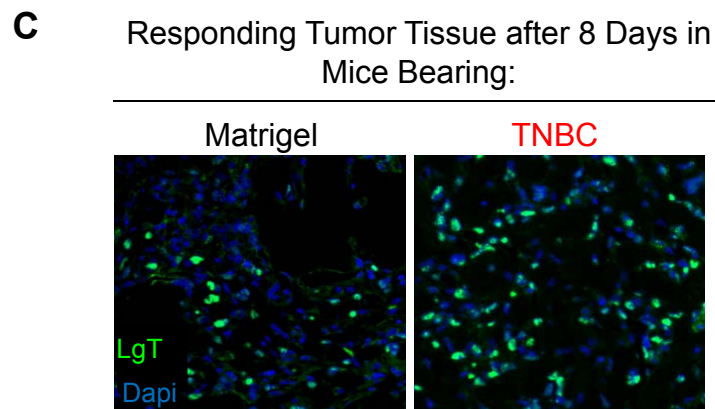 C
Responding Tumor Tissue after 8 Days in
Mice Bearing:
Matrigel TNBC
LgT
Dapi